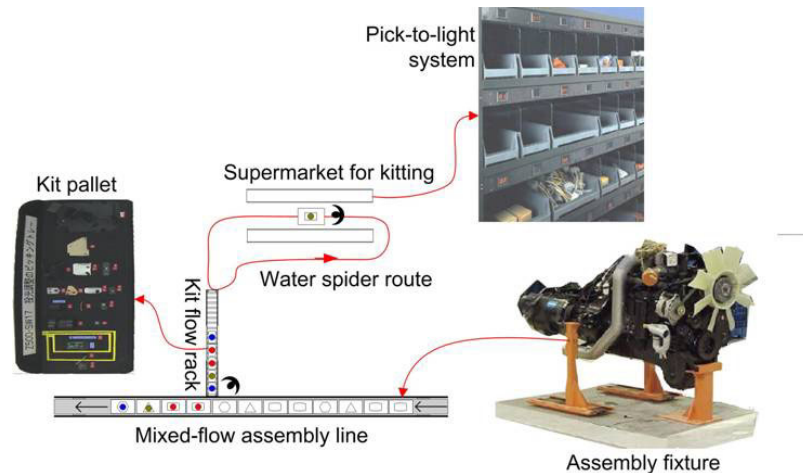 Pick-to-light
system
Supermarket for kitting
Kit pallet
Water spider route
Kit flow rack
Mixed-flow assembly line
Assembly fixture